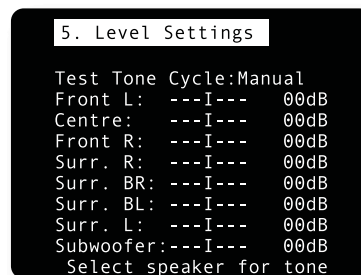 5. Level Settings
Test Tone Cycle:Manual
Front L: ---I--- 00dB
Centre: ---I--- 00dB
Front R: ---I--- 00dB
Surr. R: ---I--- 00dB
Surr. BR: ---I--- 00dB
Surr. BL: ---I--- 00dB
Surr. L: ---I--- 00dB
Subwoofer:---I--- 00dB
Select speaker for tone